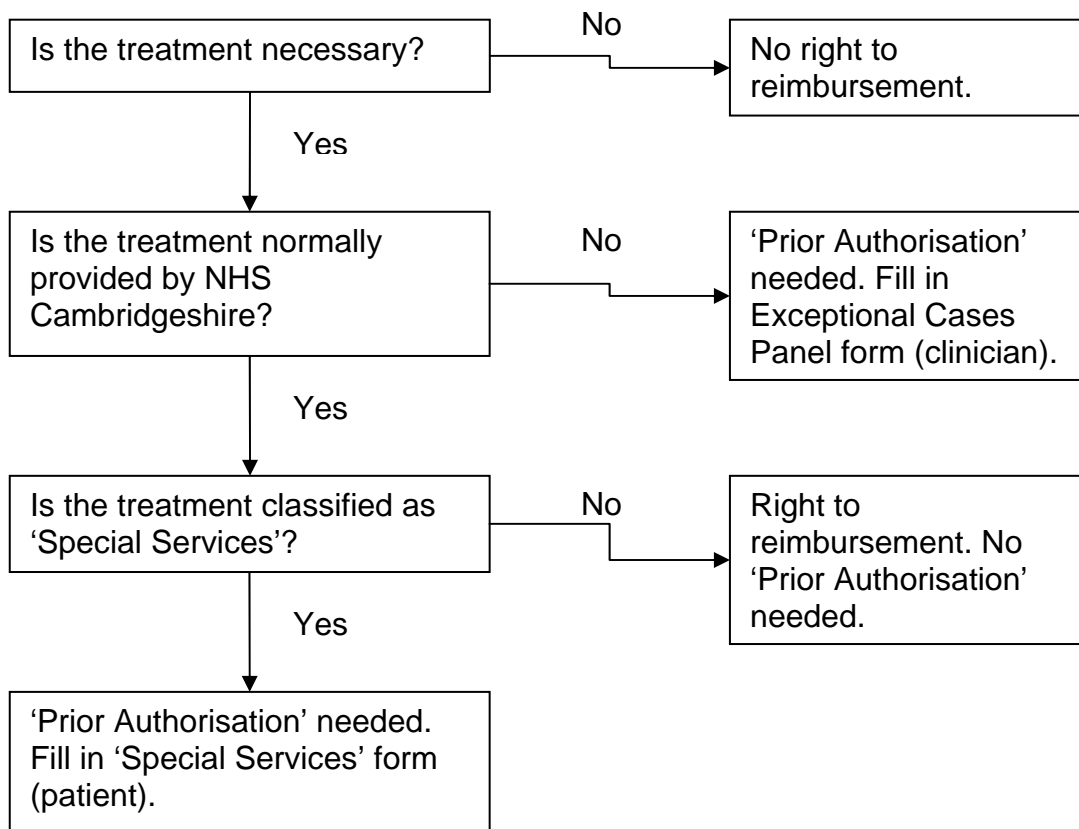 Is the treatment necessary?
No
No right to
reimbursement.
Yes
Is the treatment normally
provided by NHS
Cambridgeshire?
No
‘Prior Authorisation’
needed. Fill in
Exceptional Cases
Panel form (clinician).
Yes
Is the treatment classified as
‘Special Services’?
No
Right to
reimbursement. No
‘Prior Authorisation’
needed.
Yes
‘Prior Authorisation’ needed.
Fill in ‘Special Services’ form
(patient).